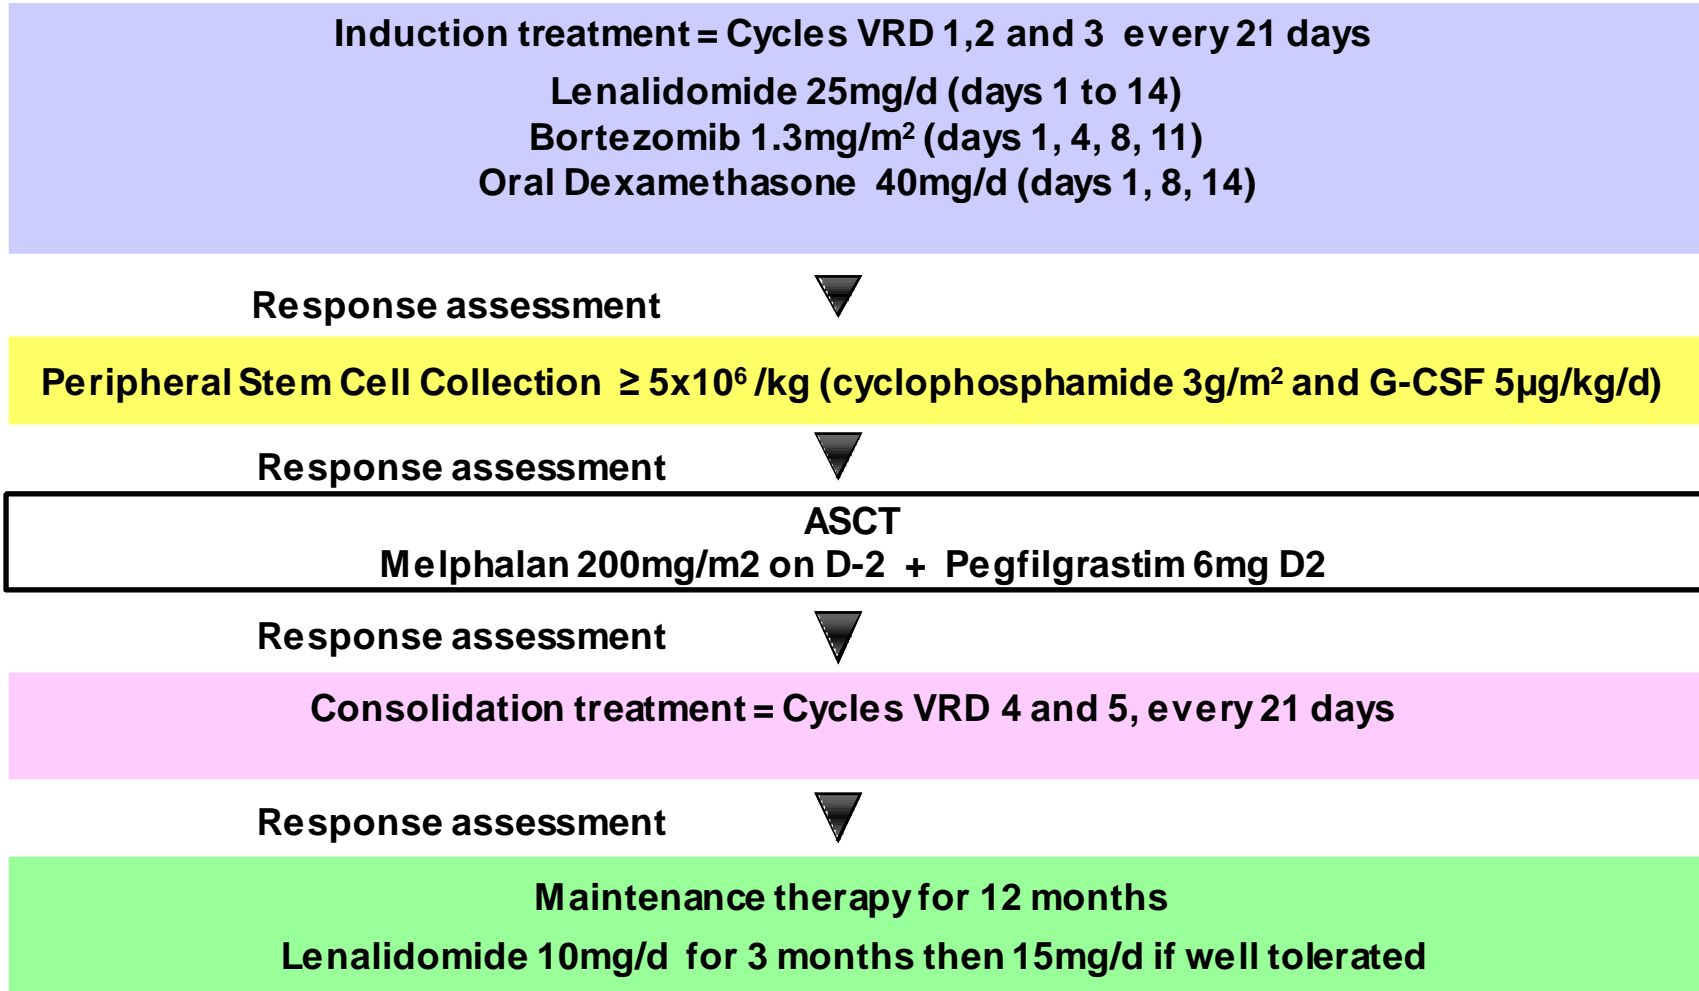 Induction treatment = Cycles VRD 1,2 and 3 every 21 days
Lenalidomide 25mg/d (days 1 to 14)
Bortezomib 1.3mg/m² (days 1, 4, 8, 11)
Oral Dexamethasone 40mg/d (days 1, 8, 14)
Response assessment
Peripheral Stem Cell Collection ≥ 5x10⁶ /kg (cyclophosphamide 3g/m² and G-CSF 5µg/kg/d)
Response assessment
ASCT
Melphalan 200mg/m2 on D-2 + Pegfilgrastim 6mg D2
Response assessment
Consolidation treatment = Cycles VRD 4 and 5, every 21 days
Response assessment
Maintenance therapy for 12 months
Lenalidomide 10mg/d for 3 months then 15mg/d if well tolerated